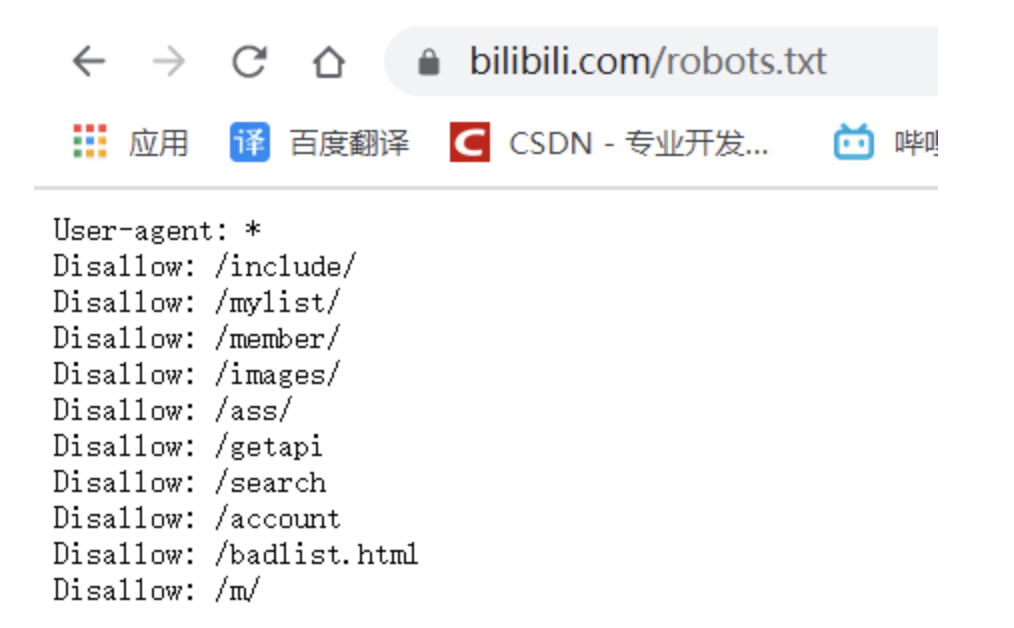 bilibili.com/robots.txt
应用 译 百度翻译 C CSDN - 专业开发... 哔
User-agent: *
Disallow: /include/
Disallow: /mylist/
Disallow: /member/
Disallow: /images/
Disallow: /ass/
Disallow: /getapi
Disallow: /search
Disallow: /account
Disallow: /badlist.html
Disallow: /m/